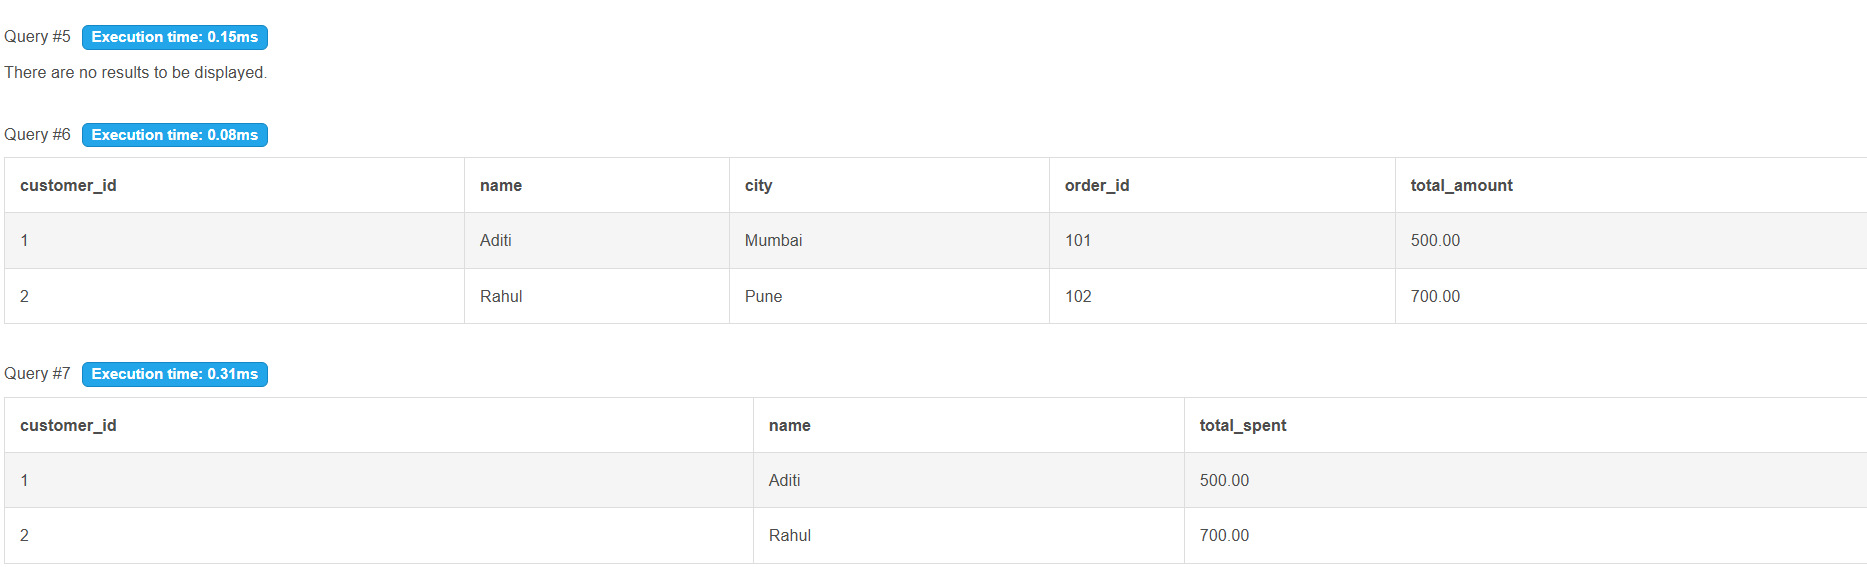 Query #5 Execution time: 0.15ms
There are no results to be displayed.
Query #6 Execution time: 0.08ms
customer_id name city order_id total_amount
1 Aditi Mumbai 101 500.00
2 Rahul Pune 102 700.00
Query #7 Execution time: 0.31ms
customer_id name total_spent
1 Aditi 500.00
2 Rahul 700.00